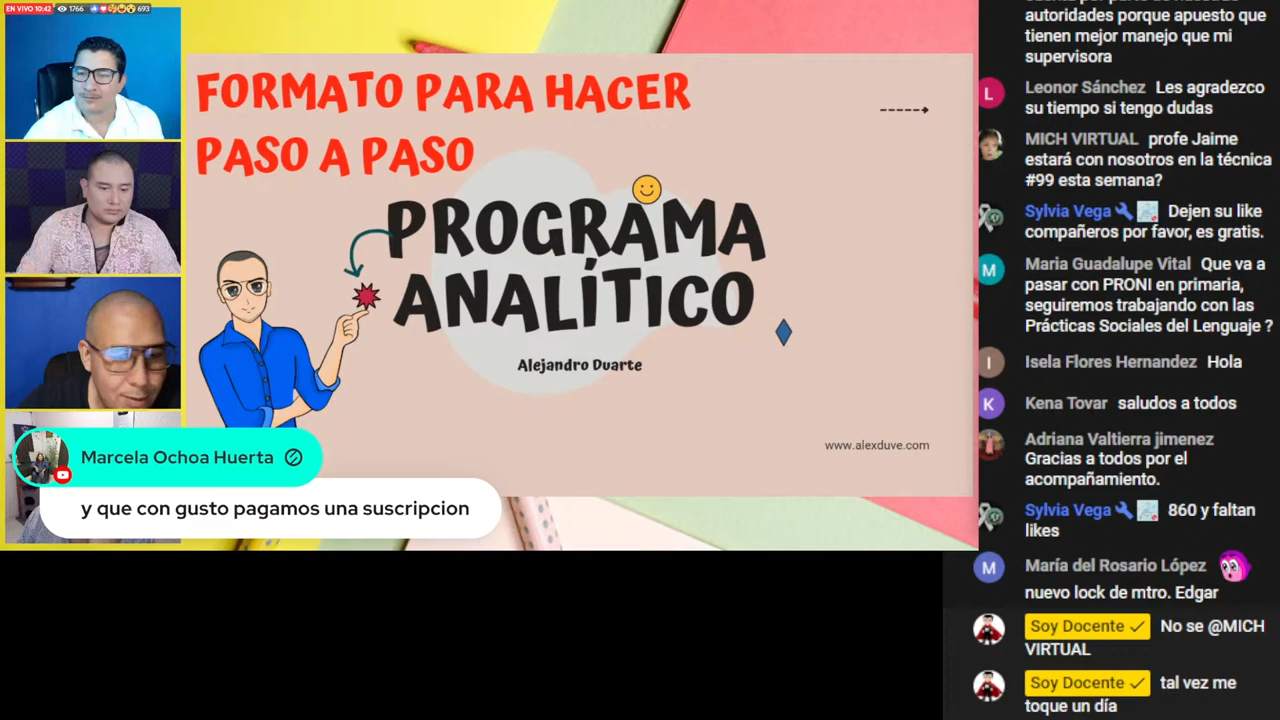 EN VIVO 10:42 1766 693
FORMATO PARA HACER
PASO A PASO
PROGRAMA
ANALÍTICO
Alejandro Duarte
www.alexduve.com
Marcela Ochoa Huerta
y que con gusto pagamos una suscripcion
autoridades porque apuesto que
tienen mejor manejo que mi
supervisora
L Leonor Sánchez Les agradezco
su tiempo si tengo dudas
MICH VIRTUAL profe Jaime
estará con nosotros en la técnica
#99 esta semana?
Sylvia Vega Dejen su like
compañeros por favor, es gratis.
M Maria Guadalupe Vital Que va a
pasar con PRONI en primaria,
seguiremos trabajando con las
Prácticas Sociales del Lenguaje ?
I Isela Flores Hernandez Hola
K Kena Tovar saludos a todos
Adriana Valtierra jimenez
Gracias a todos por el
acompañamiento.
Sylvia Vega 860 y faltan
likes
M María del Rosario López
nuevo lock de mtro. Edgar
Soy Docente No se @MICH
VIRTUAL
Soy Docente tal vez me
toque un día